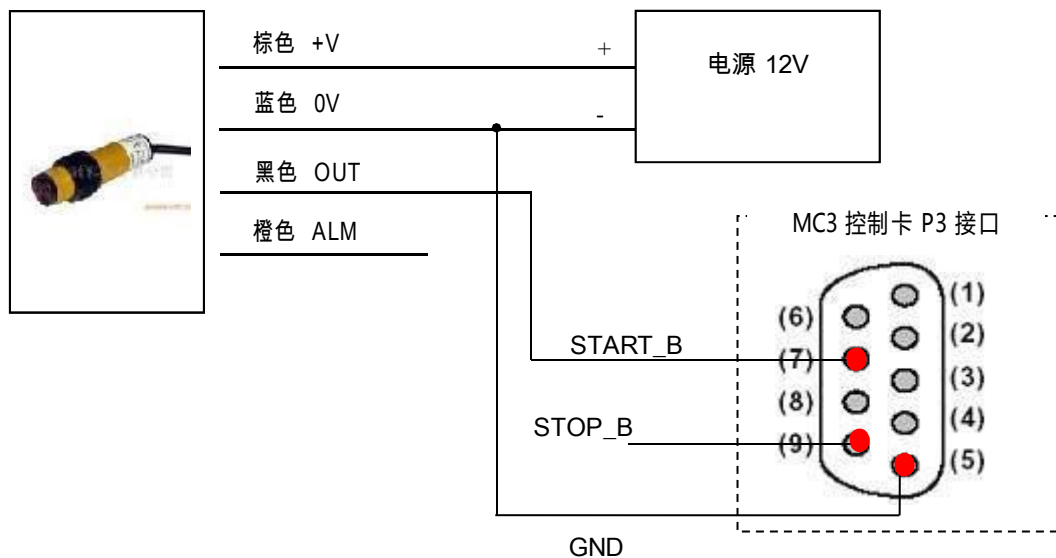 棕色 +V
+
电源 12V
蓝色 0V
-
黑色 OUT
橙色 ALM
MC3 控制卡 P3 接口
(1)
(6)
(2)
START_B
(7)
(3)
(8)
(4)
STOP_B
(9)
(5)
GND